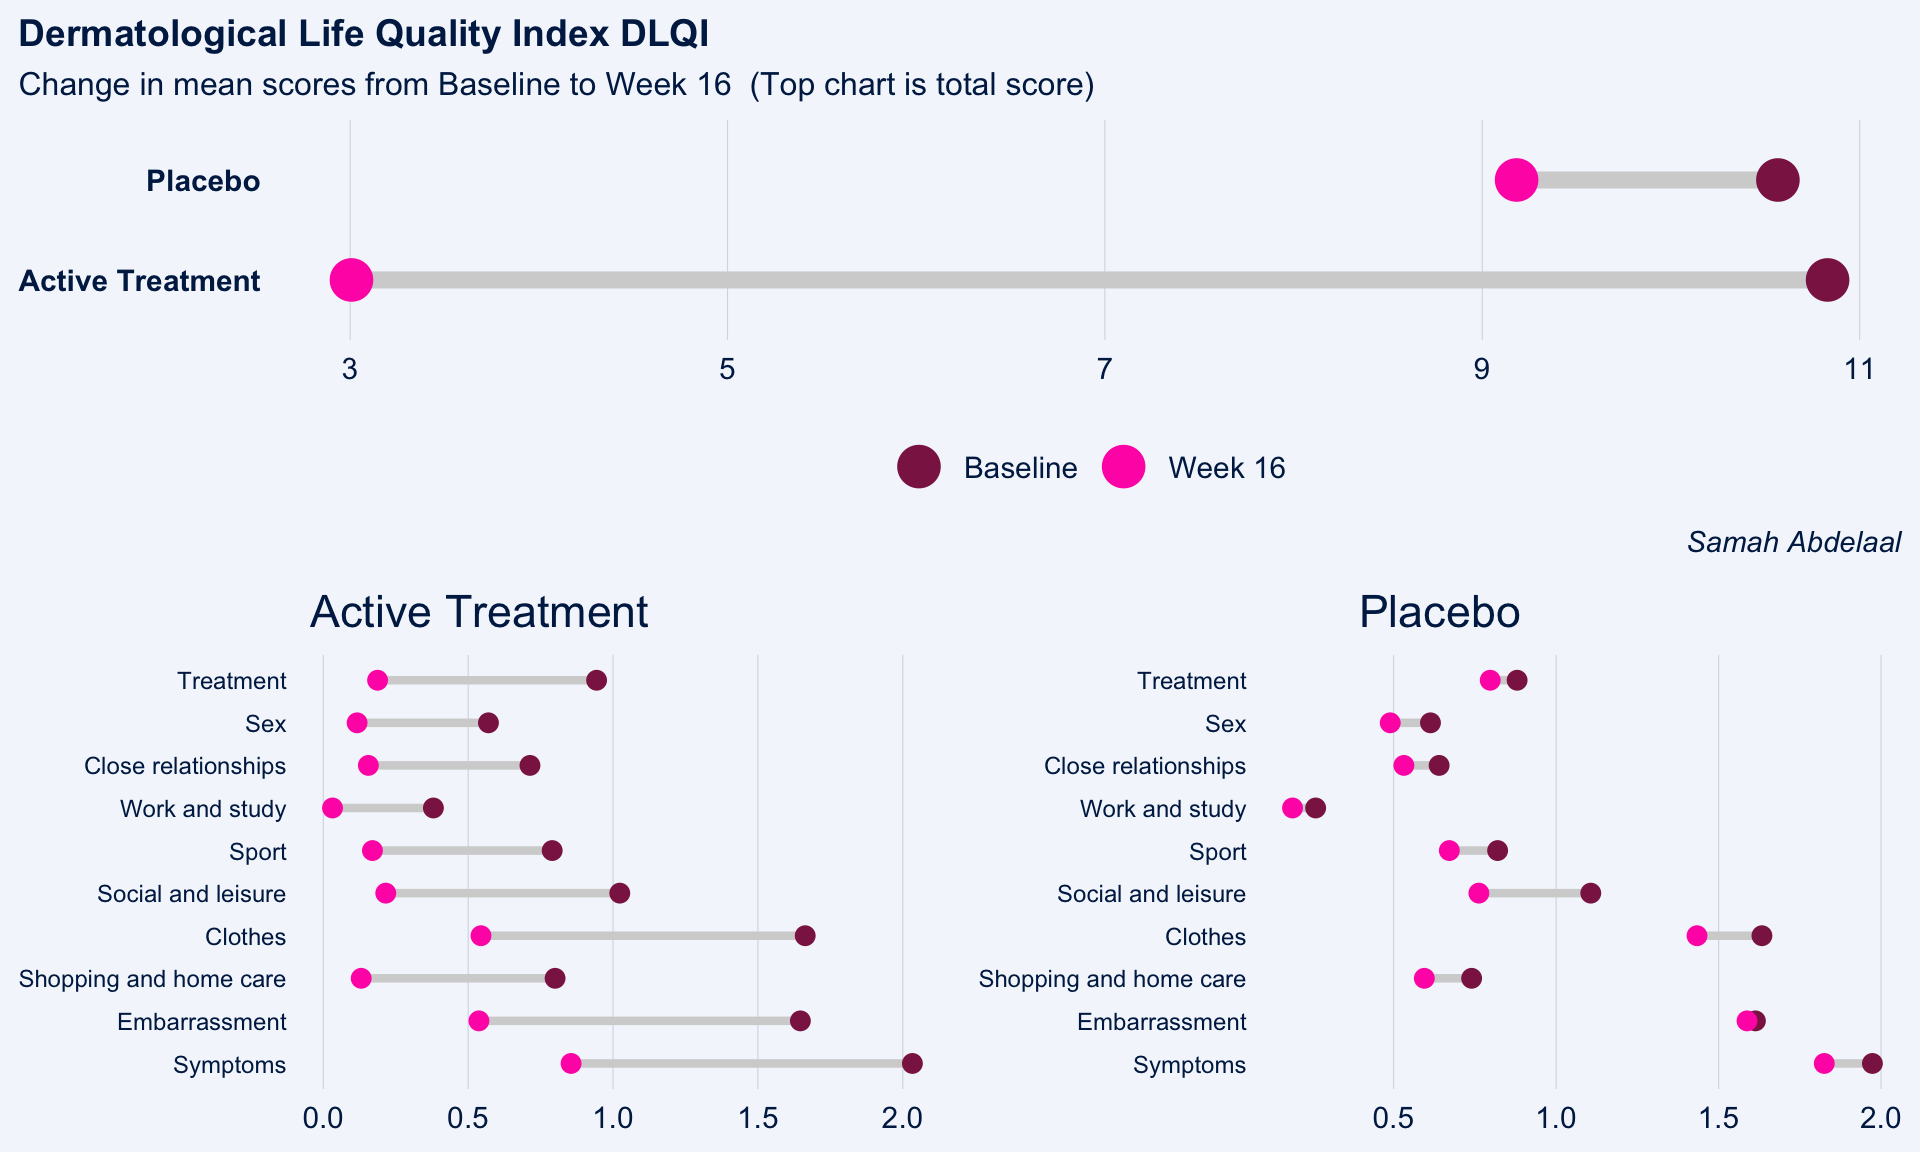 Dermatological Life Quality Index DLQI
Change in mean scores from Baseline to Week 16  (Top chart is total score)
Placebo
Active Treatment
3 5 7 9 11
Baseline Week 16
Samah Abdelaal
Active Treatment
Treatment
Sex
Close relationships
Work and study
Sport
Social and leisure
Clothes
Shopping and home care
Embarrassment
Symptoms
0.0 0.5 1.0 1.5 2.0
Placebo
Treatment
Sex
Close relationships
Work and study
Sport
Social and leisure
Clothes
Shopping and home care
Embarrassment
Symptoms
0.5 1.0 1.5 2.0